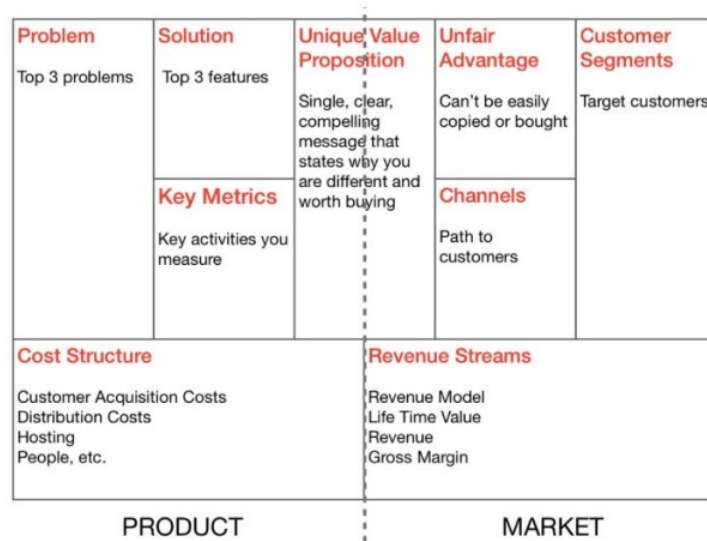 Problem
Top 3 problems
Solution
Top 3 features
Key Metrics
Key activities you
measure
Unique Value
Proposition
Single, clear,
compelling
message that
states why you
are different and
worth buying
Unfair
Advantage
Can't be easily
copied or bought
Channels
Path to
customers
Customer
Segments
Target customers
Cost Structure
Customer Acquisition Costs
Distribution Costs
Hosting
People, etc.
Revenue Streams
Revenue Model
Life Time Value
Revenue
Gross Margin
PRODUCT
MARKET